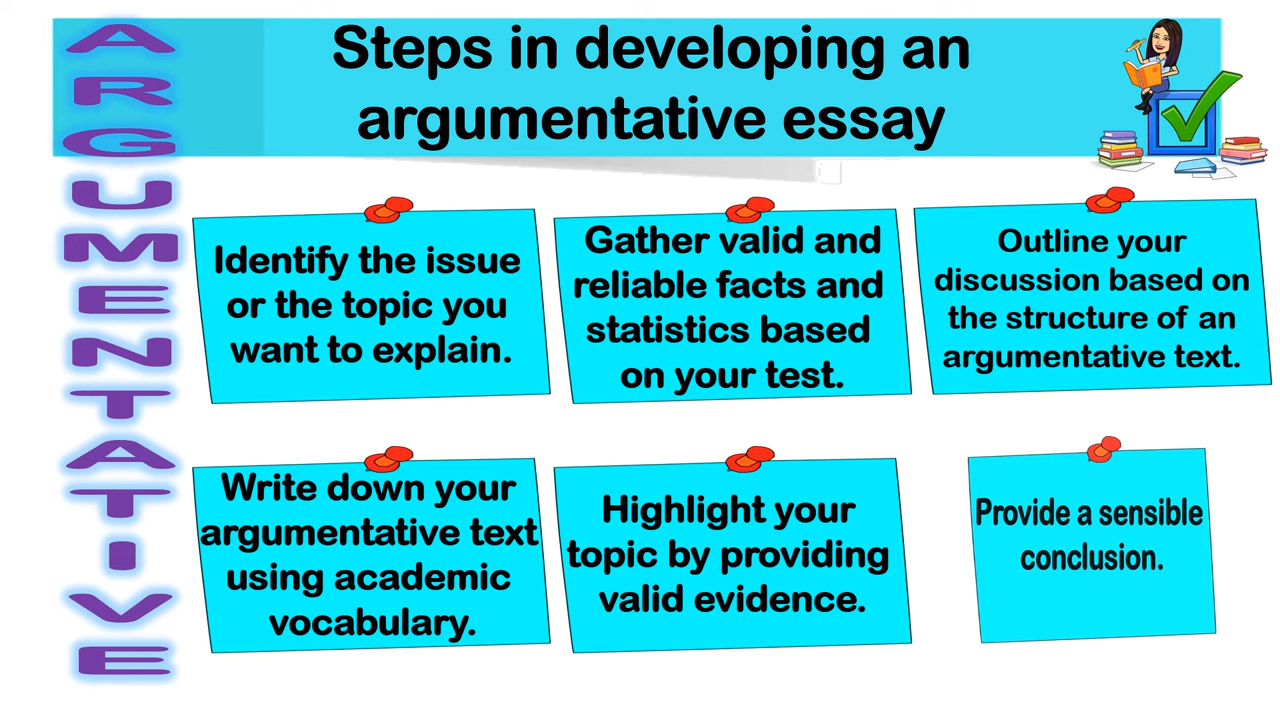 ARGUMENTATIVE
Steps in developing an
argumentative essay
Identify the issue
or the topic you
want to explain.
Gather valid and
reliable facts and
statistics based
on your test.
Outline your
discussion based on
the structure of an
argumentative text.
Write down your
argumentative text
using academic
vocabulary.
Highlight your
topic by providing
valid evidence.
Provide a sensible
conclusion.